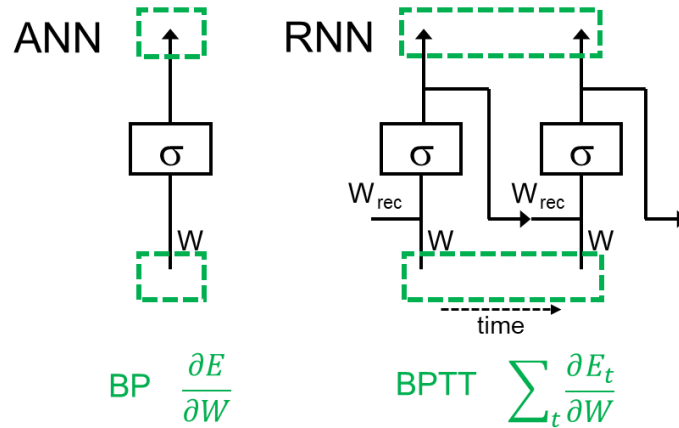 ANN
RNN
σ
σ
σ
W_rec
W_rec
W
W
W
time
BP ∂E/∂W
BPTT ∑_t ∂E_t/∂W